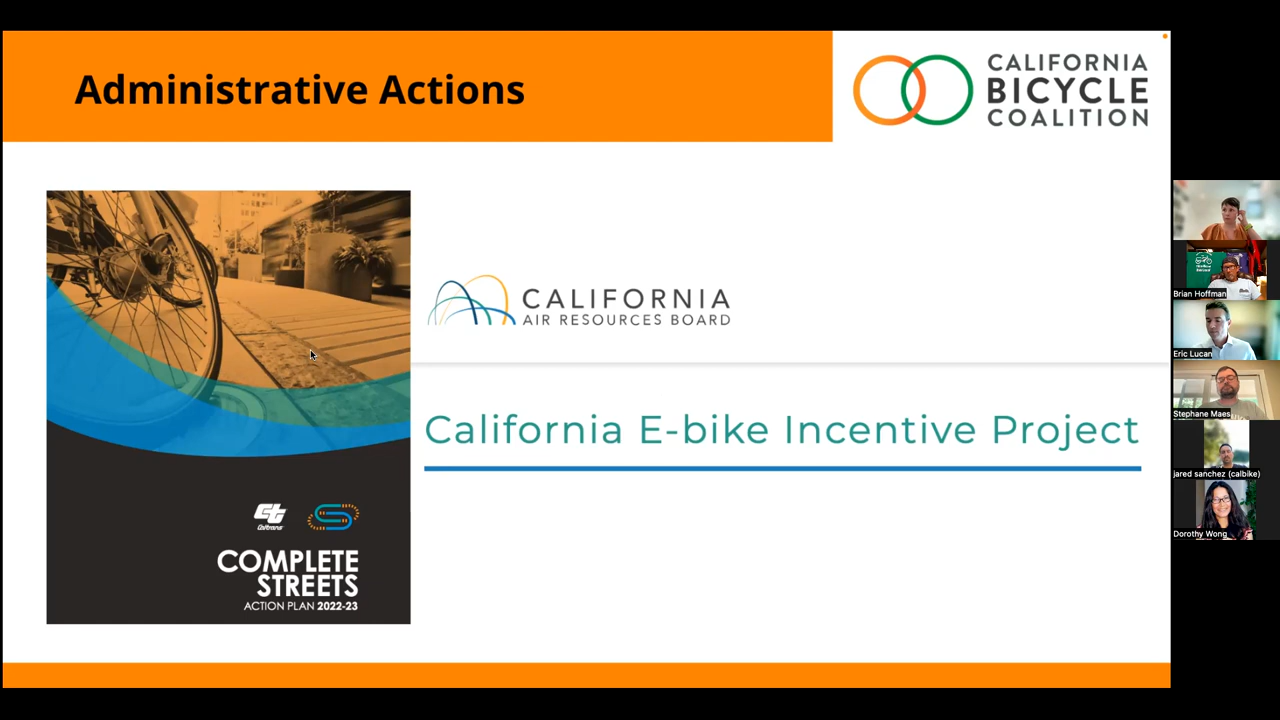 Administrative Actions
CALIFORNIA
BICYCLE
COALITION
CALIFORNIA
AIR RESOURCES BOARD
California E-bike Incentive Project
Caltrans
COMPLETE
STREETS
ACTION PLAN 2022-23
Brian Hoffman
Eric Lucan
Stephane Maes
jared sanchez (calbike)
Dorothy Wong